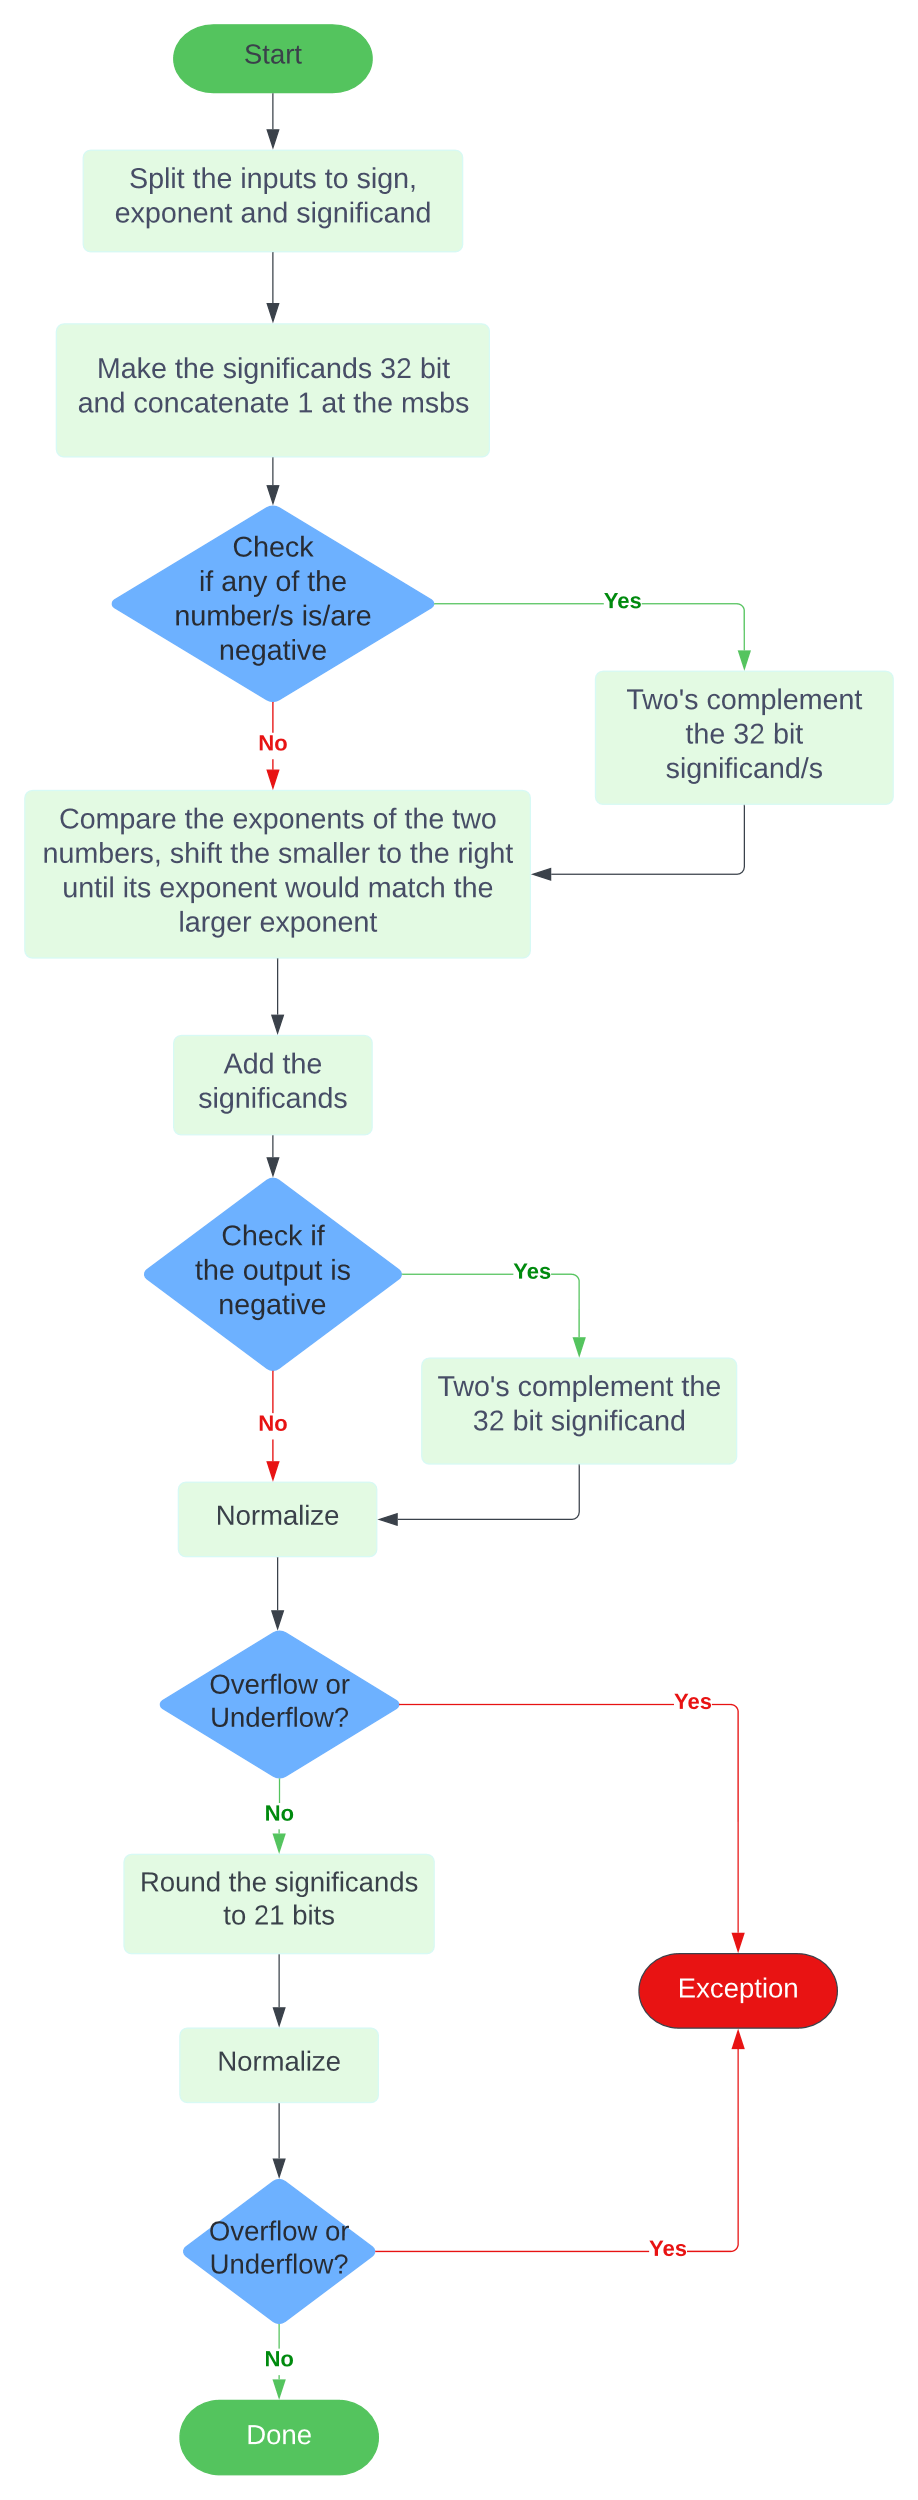 Start
Split the inputs to sign,
exponent and significand
Make the significands 32 bit
and concatenate 1 at the msbs
Check
if any of the
number/s is/are
negative
Yes
Two's complement
the 32 bit
significand/s
No
Compare the exponents of the two
numbers, shift the smaller to the right
until its exponent would match the
larger exponent
Add the
significands
Check if
the output is
negative
Yes
Two's complement the
32 bit significand
No
Normalize
Overflow or
Underflow?
Yes
No
Round the significands
to 21 bits
Exception
Normalize
Overflow or
Underflow?
Yes
No
Done